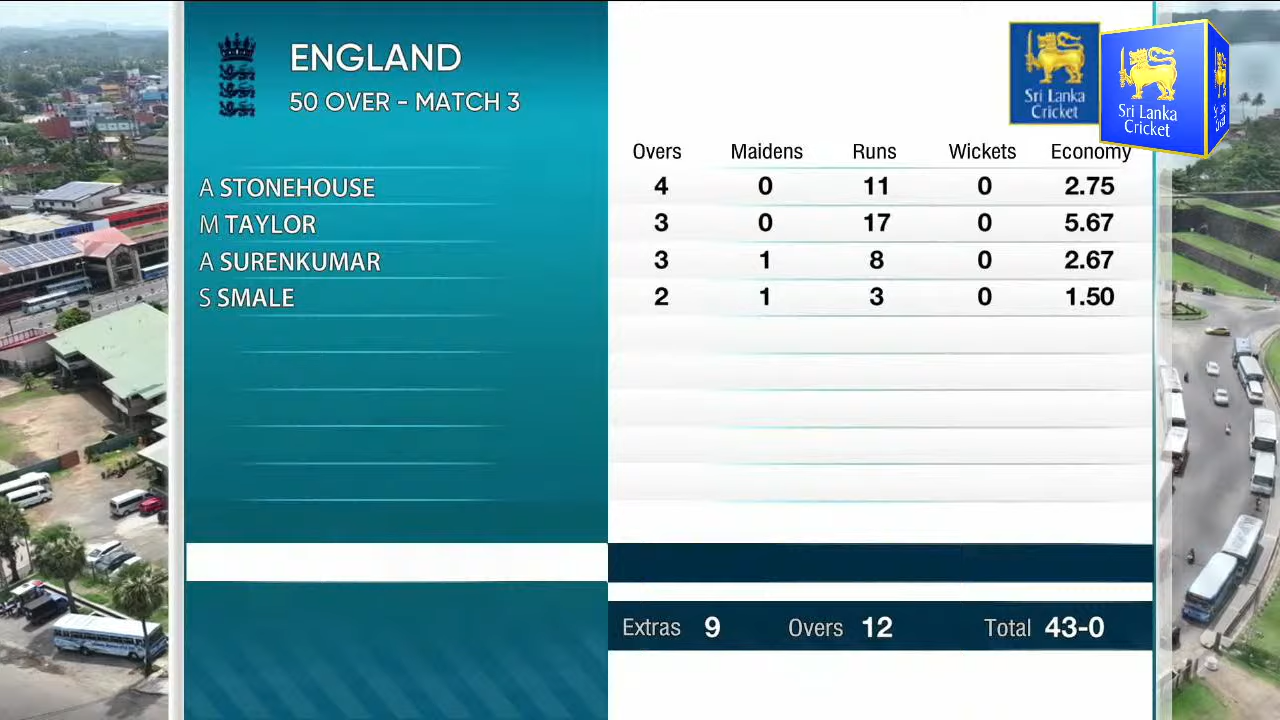 ENGLAND
50 OVER – MATCH 3
Sri Lanka
Cricket
Sri Lanka
Cricket
Overs Maidens Runs Wickets Economy
A STONEHOUSE 4 0 11 0 2.75
M TAYLOR 3 0 17 0 5.67
A SURENKUMAR 3 1 8 0 2.67
S SMALE 2 1 3 0 1.50
Extras 9 Overs 12 Total 43-0